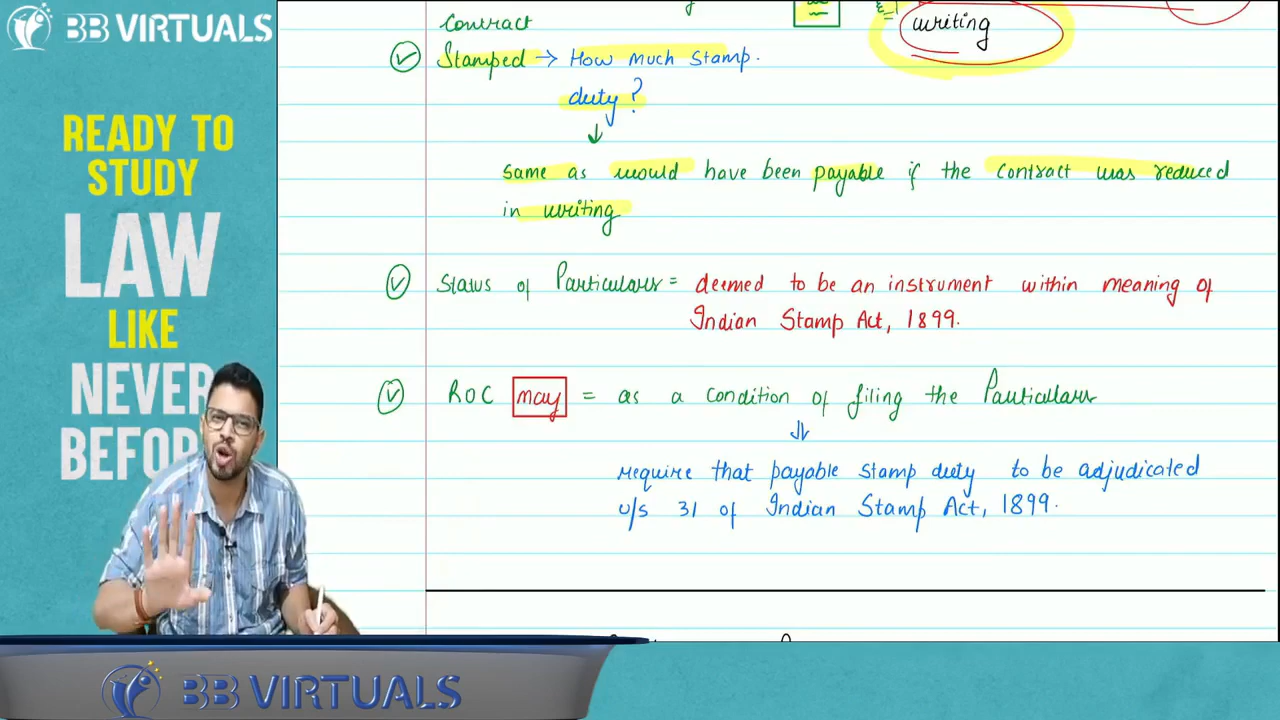 BB VIRTUALS
READY TO
STUDY
LAW
LIKE
NEVER
BEFOR
Contract
writing
Stamped → How much stamp.
duty?
same as would have been payable if the contract was reduced
in writing
Status of Particulars = deemed to be an instrument within meaning of
Indian Stamp Act, 1899.
ROC may = as a condition of filing the Particulars
require that payable stamp duty to be adjudicated
u/s 31 of Indian Stamp Act, 1899.
BB VIRTUALS